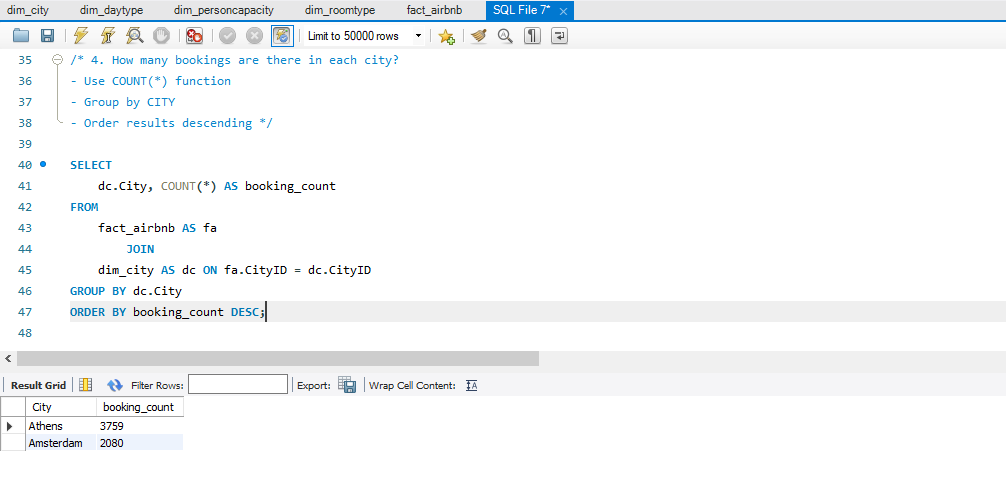 dim_city dim_daytype dim_personcapacity dim_roomtype fact_airbnb SQL File 7*
Limit to 50000 rows
35 /* 4. How many bookings are there in each city?
36 - Use COUNT(*) function
37 - Group by CITY
38 - Order results descending */
39
40 SELECT
41 dc.City, COUNT(*) AS booking_count
42 FROM
43 fact_airbnb AS fa
44 JOIN
45 dim_city AS dc ON fa.CityID = dc.CityID
46 GROUP BY dc.City
47 ORDER BY booking_count DESC;
48
Result Grid Filter Rows: Export: Wrap Cell Content:
City booking_count
Athens 3759
Amsterdam 2080